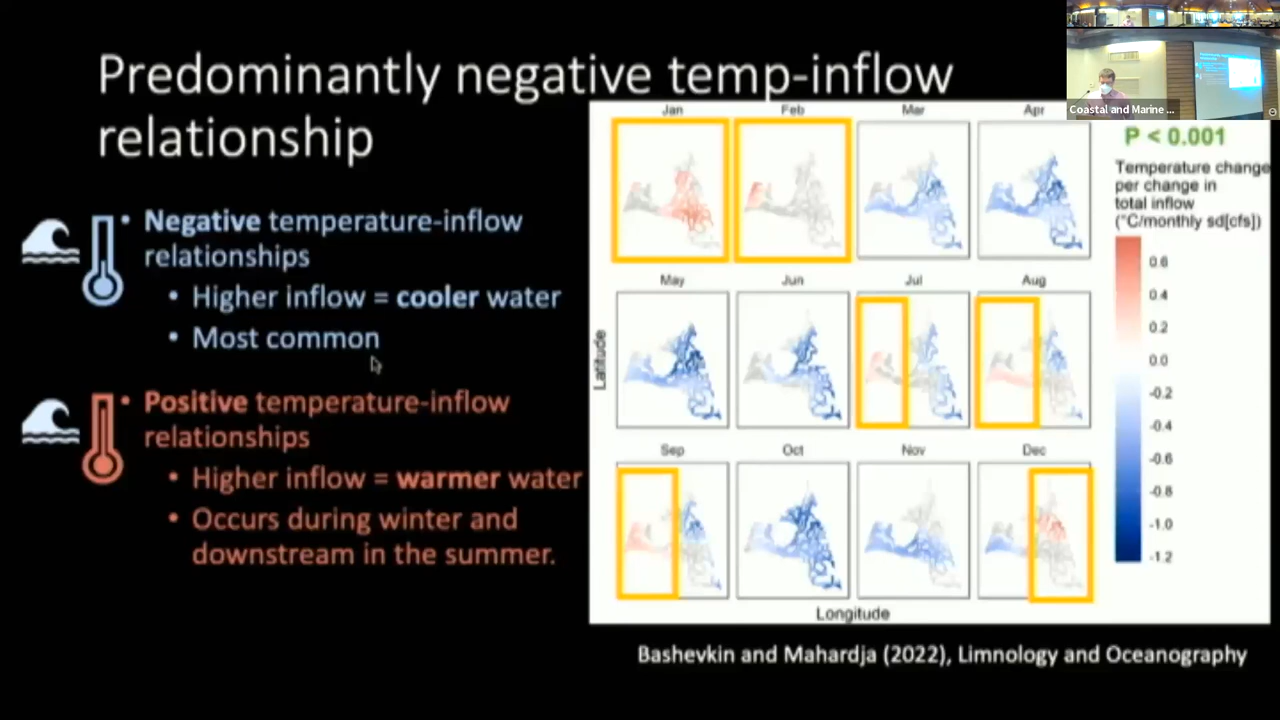 Predominantly negative temp-inflow
relationship
• Negative temperature-inflow
relationships
• Higher inflow = cooler water
• Most common
• Positive temperature-inflow
relationships
• Higher inflow = warmer water
• Occurs during winter and
downstream in the summer.
Jan Feb Mar Apr
May Jun Jul Aug
Sep Oct Nov Dec
Latitude
Longitude
P < 0.001
Temperature change
per change in
total inflow
(°C/monthly sd[cfs])
0.6
0.4
0.2
0.0
-0.2
-0.4
-0.6
-0.8
-1.0
-1.2
Bashevkin and Mahardja (2022), Limnology and Oceanography
Coastal and Marine ...